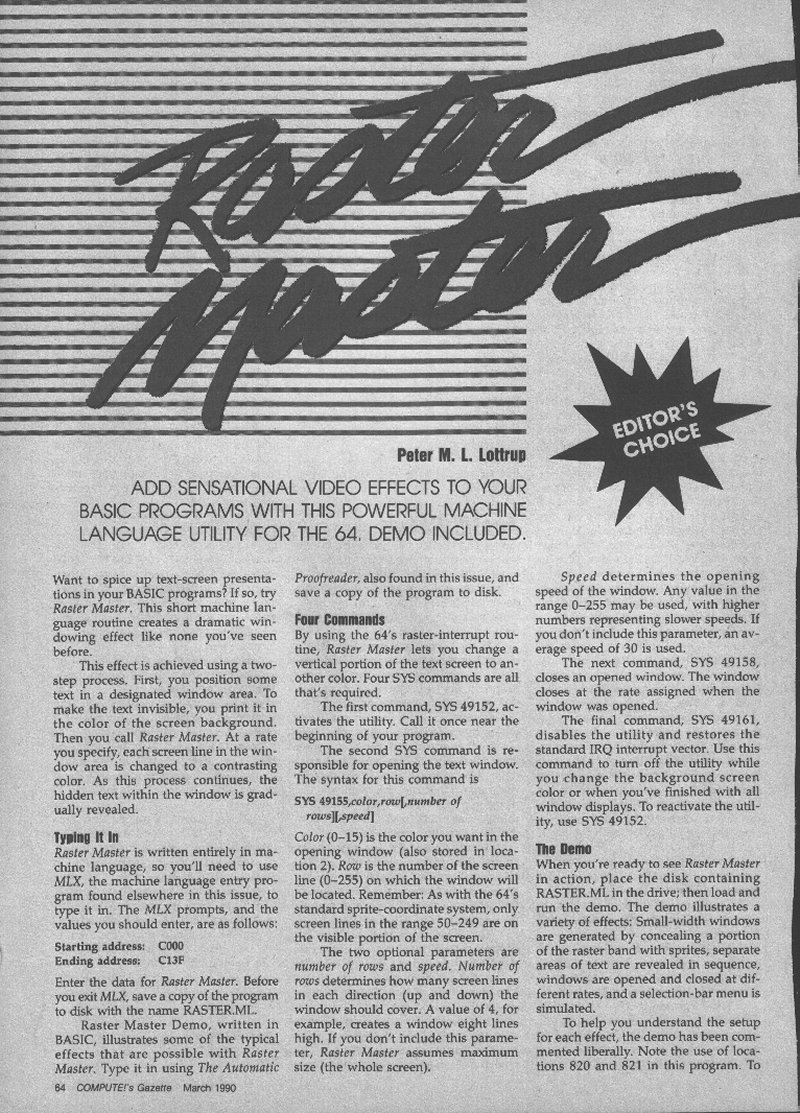 Raster
Master
EDITOR'S
CHOICE
Peter M. L. Lottrup
ADD SENSATIONAL VIDEO EFFECTS TO YOUR
BASIC PROGRAMS WITH THIS POWERFUL MACHINE
LANGUAGE UTILITY FOR THE 64. DEMO INCLUDED.
Want to spice up text-screen presenta-
tions in your BASIC programs? If so, try
Raster Master. This short machine lan-
guage routine creates a dramatic win-
dowing effect like none you've seen
before.
This effect is achieved using a two-
step process. First, you position some
text in a designated window area. To
make the text invisible, you print it in
the color of the screen background.
Then you call Raster Master. At a rate
you specify, each screen line in the win-
dow area is changed to a contrasting
color. As this process continues, the
hidden text within the window is grad-
ually revealed.
Typing It In
Raster Master is written entirely in ma-
chine language, so you'll need to use
MLX, the machine language entry pro-
gram found elsewhere in this issue, to
type it in. The MLX prompts, and the
values you should enter, are as follows:
Starting address: C000
Ending address: C13F
Enter the data for Raster Master. Before
you exit MLX, save a copy of the program
to disk with the name RASTER.ML.
Raster Master Demo, written in
BASIC, illustrates some of the typical
effects that are possible with Raster
Master. Type it in using The Automatic
Proofreader, also found in this issue, and
save a copy of the program to disk.
Four Commands
By using the 64's raster-interrupt rou-
tine, Raster Master lets you change a
vertical portion of the text screen to an-
other color. Four SYS commands are all
that's required.
The first command, SYS 49152, ac-
tivates the utility. Call it once near the
beginning of your program.
The second SYS command is re-
sponsible for opening the text window.
The syntax for this command is
SYS 49155,color,row[,number of
rows][,speed]
Color (0–15) is the color you want in the
opening window (also stored in loca-
tion 2). Row is the number of the screen
line (0–255) on which the window will
be located. Remember: As with the 64's
standard sprite-coordinate system, only
screen lines in the range 50–249 are on
the visible portion of the screen.
The two optional parameters are
number of rows and speed. Number of
rows determines how many screen lines
in each direction (up and down) the
window should cover. A value of 4, for
example, creates a window eight lines
high. If you don't include this parame-
ter, Raster Master assumes maximum
size (the whole screen).
Speed determines the opening
speed of the window. Any value in the
range 0–255 may be used, with higher
numbers representing slower speeds. If
you don't include this parameter, an av-
erage speed of 30 is used.
The next command, SYS 49158,
closes an opened window. The window
closes at the rate assigned when the
window was opened.
The final command, SYS 49161,
disables the utility and restores the
standard IRQ interrupt vector. Use this
command to turn off the utility while
you change the background screen
color or when you've finished with all
window displays. To reactivate the util-
ity, use SYS 49152.
The Demo
When you're ready to see Raster Master
in action, place the disk containing
RASTER.ML in the drive; then load and
run the demo. The demo illustrates a
variety of effects: Small-width windows
are generated by concealing a portion
of the raster band with sprites, separate
areas of text are revealed in sequence,
windows are opened and closed at dif-
ferent rates, and a selection-bar menu is
simulated.
To help you understand the setup
for each effect, the demo has been com-
mented liberally. Note the use of loca-
tions 820 and 821 in this program. To
64 COMPUTE!'s Gazette March 1990